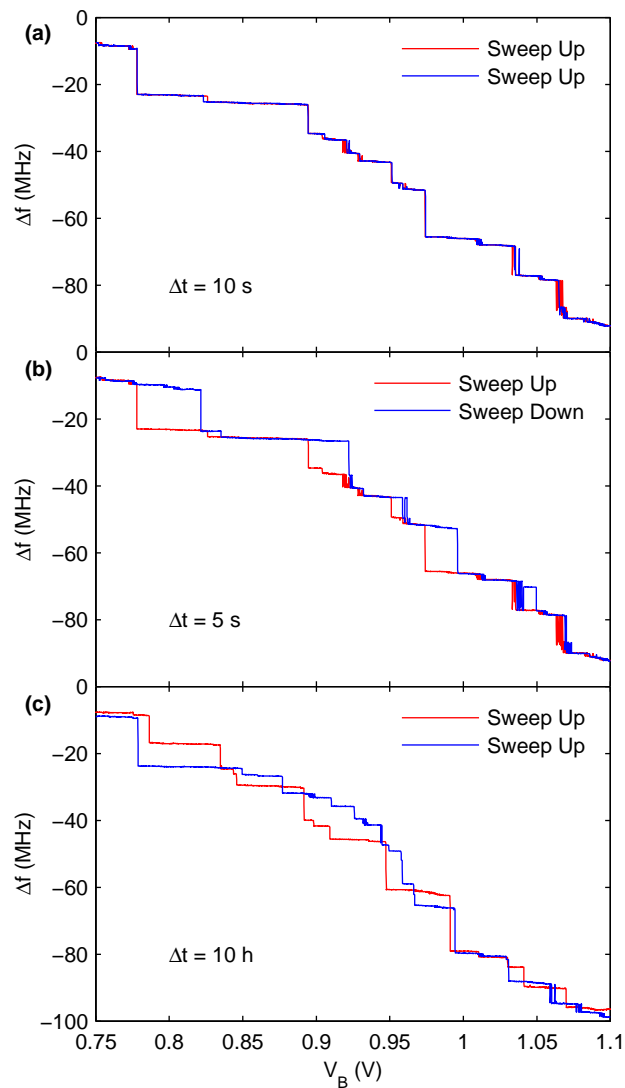 (a)
0
Sweep Up
Sweep Up
−20
−40
Δf (MHz)
−60
Δt = 10 s
−80
(b)
0
Sweep Up
Sweep Down
−20
−40
Δf (MHz)
−60
Δt = 5 s
−80
(c)
0
Sweep Up
Sweep Up
−20
−40
Δf (MHz)
−60
Δt = 10 h
−80
−100
0.75 0.8 0.85 0.9 0.95 1 1.05 1.1
V_B (V)